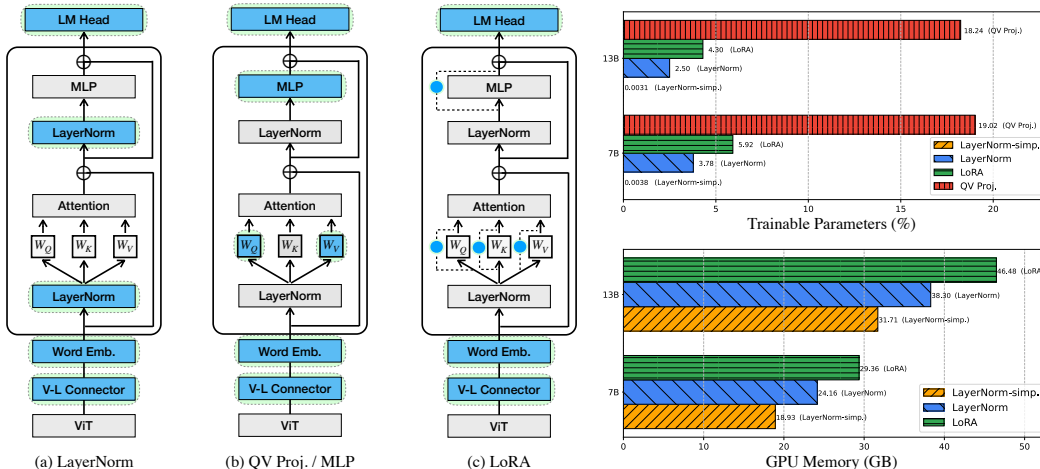 LM Head
MLP
LayerNorm
Attention
W_Q W_K W_V
LayerNorm
Word Emb.
V-L Connector
ViT
(a) LayerNorm
LM Head
MLP
LayerNorm
Attention
W_Q W_K W_V
LayerNorm
Word Emb.
V-L Connector
ViT
(b) QV Proj. / MLP
LM Head
MLP
LayerNorm
Attention
W_Q W_K W_V
LayerNorm
Word Emb.
V-L Connector
ViT
(c) LoRA
18.24 (QV Proj.)
4.30 (LoRA)
13B
2.50 (LayerNorm)
0.0031 (LayerNorm-simp.)
19.02 (QV Proj.)
5.92 (LoRA)
7B
3.78 (LayerNorm)
0.0038 (LayerNorm-simp.)
LayerNorm-simp.
LayerNorm
LoRA
QV Proj.
0 5 10 15 20
Trainable Parameters (%)
46.48 (LoRA
13B
38.30 (LayerNorm)
31.71 (LayerNorm-simp.)
29.36 (LoRA)
7B
24.16 (LayerNorm)
18.93 (LayerNorm-simp.)
LayerNorm-simp.
LayerNorm
LoRA
0 10 20 30 40 50
GPU Memory (GB)